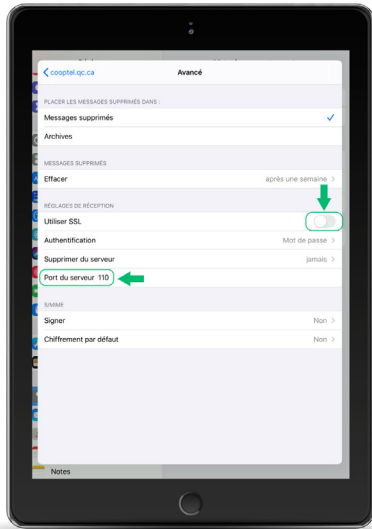 cooptel.qc.ca
Avancé
PLACER LES MESSAGES SUPPRIMÉS DANS :
Messages supprimés
Archives
MESSAGES SUPPRIMÉS
Effacer après une semaine
RÉGLAGES DE RÉCEPTION
Utiliser SSL
Authentification Mot de passe
Supprimer du serveur jamais
Port du serveur 110
S/MIME
Signer Non
Chiffrement par défaut Non
Notes